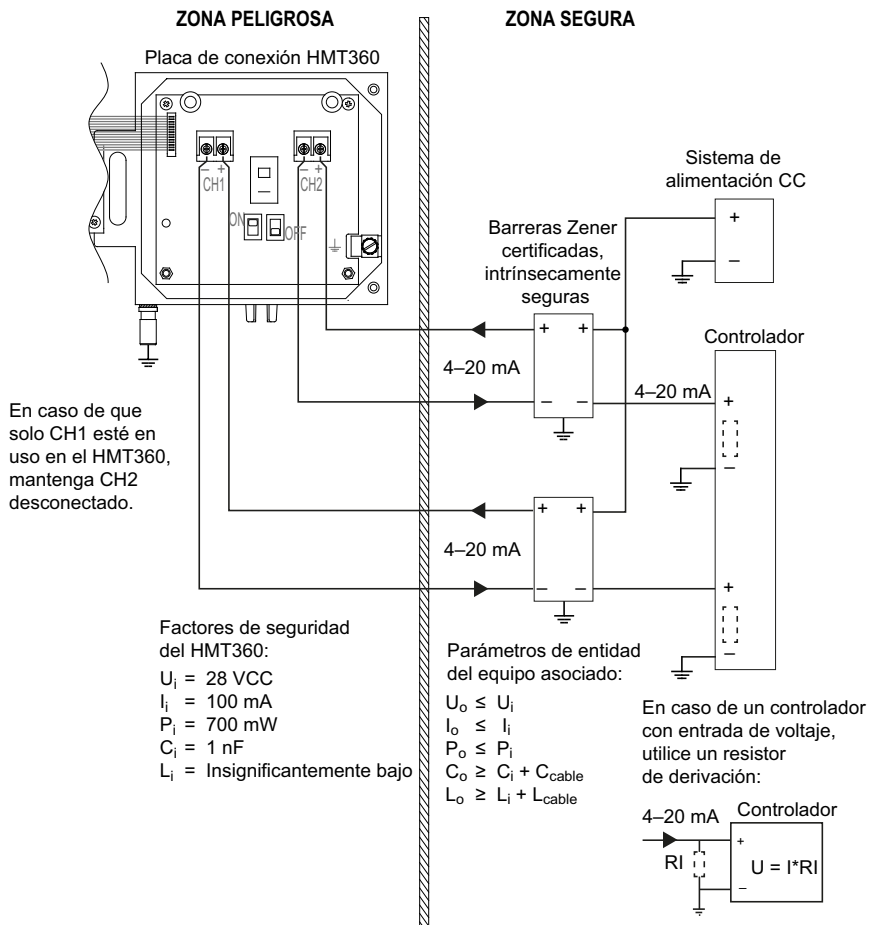 ZONA PELIGROSA
ZONA SEGURA
Placa de conexión HMT360
– +
CH1
– +
CH2
ON
OFF
Sistema de
alimentación CC
+
–
Barreras Zener
certificadas,
intrínsecamente
seguras
Controlador
+ +
4–20 mA
– –
4–20 mA
+
–
En caso de que
solo CH1 esté en
uso en el HMT360,
mantenga CH2
desconectado.
+ +
4–20 mA
– –
+
–
Factores de seguridad
del HMT360:
Ui = 28 VCC
Ii = 100 mA
Pi = 700 mW
Ci = 1 nF
Li = Insignificantemente bajo
Parámetros de entidad
del equipo asociado:
Uo ≤ Ui
Io ≤ Ii
Po ≤ Pi
Co ≥ Ci + Ccable
Lo ≥ Li + Lcable
En caso de un controlador
con entrada de voltaje,
utilice un resistor
de derivación:
4–20 mA
Controlador
+
RI
U = I*RI
–